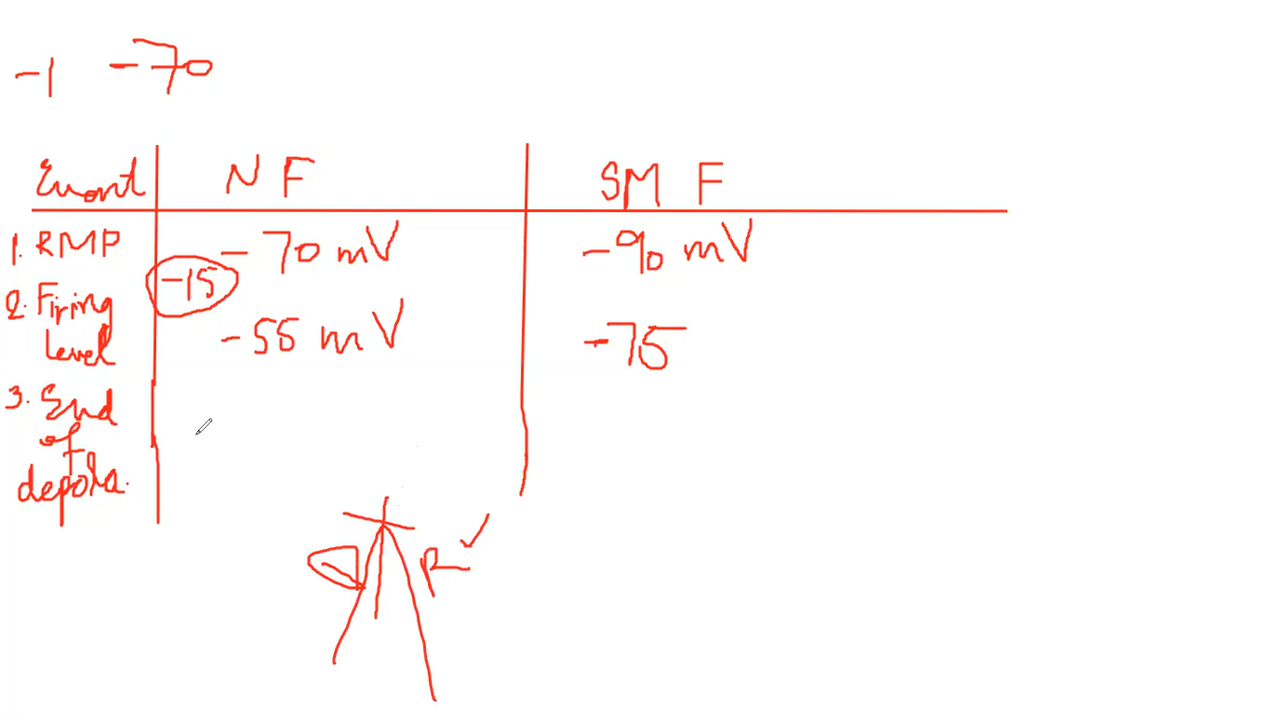 -1 -70
Event NF SMF
1. RMP -70 mV -90 mV
-15
2. Firing
level -55 mV -75
3. End
of
depola.
D R ✓